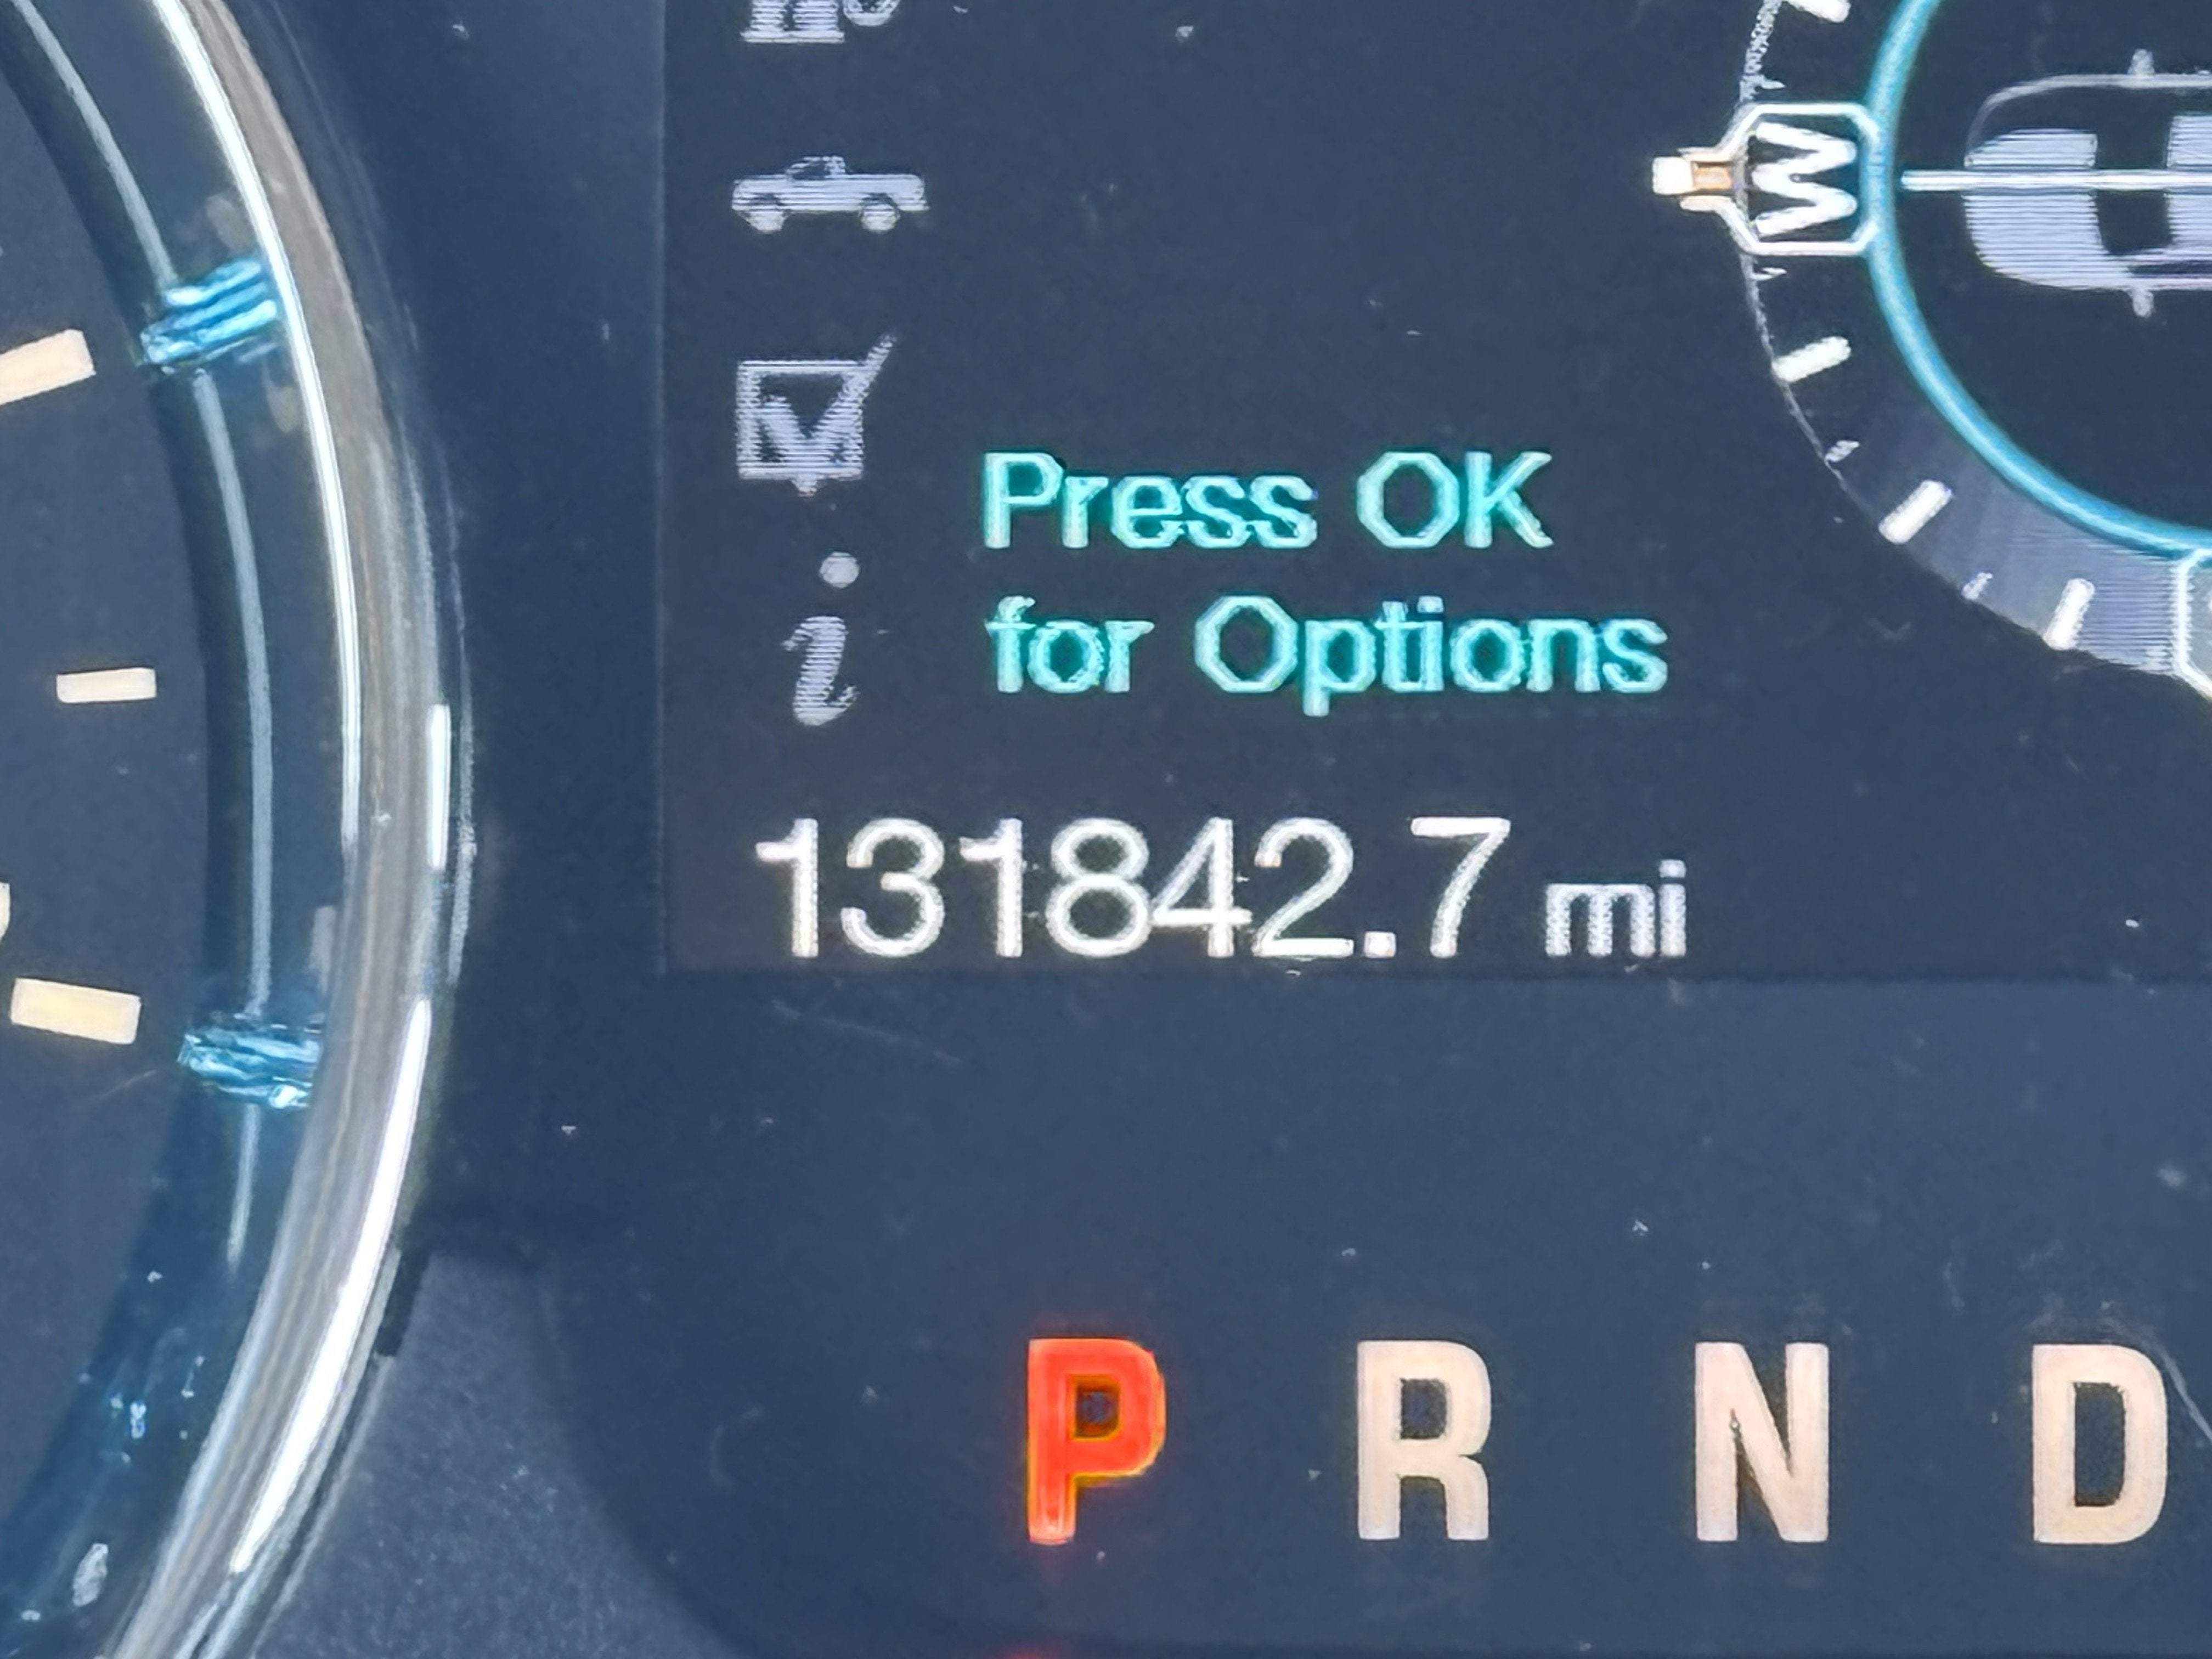 W
Press OK
for Options
131842.7 mi
P R N D